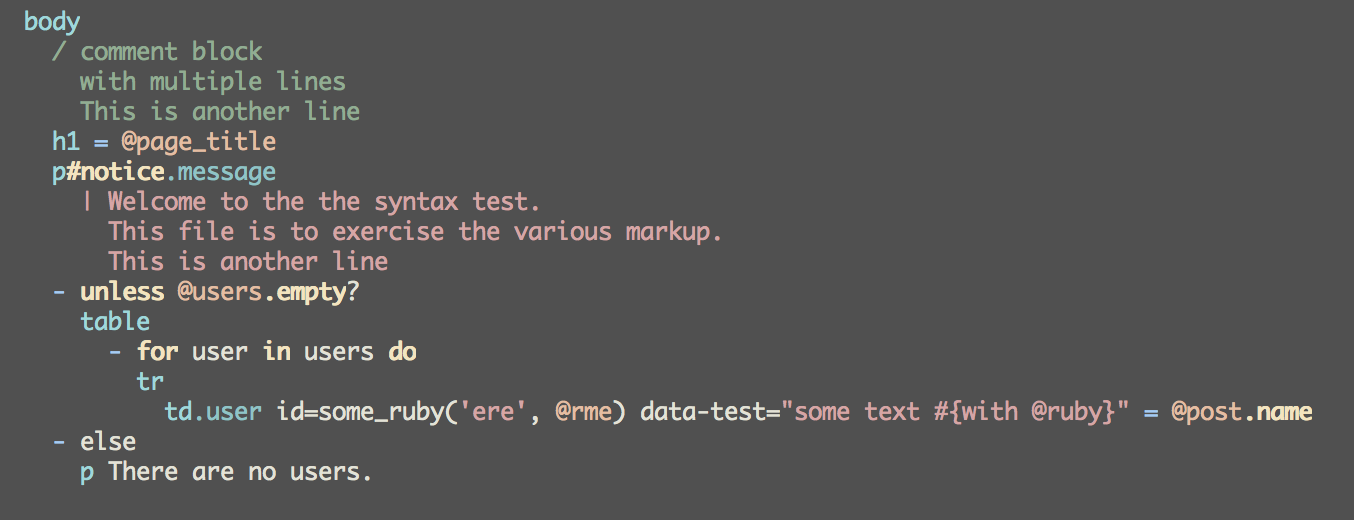 body
/ comment block
with multiple lines
This is another line
h1 = @page_title
p#notice.message
| Welcome to the the syntax test.
This file is to exercise the various markup.
This is another line
- unless @users.empty?
table
- for user in users do
tr
td.user id=some_ruby('ere', @rme) data-test="some text #{with @ruby}" = @post.name
- else
p There are no users.